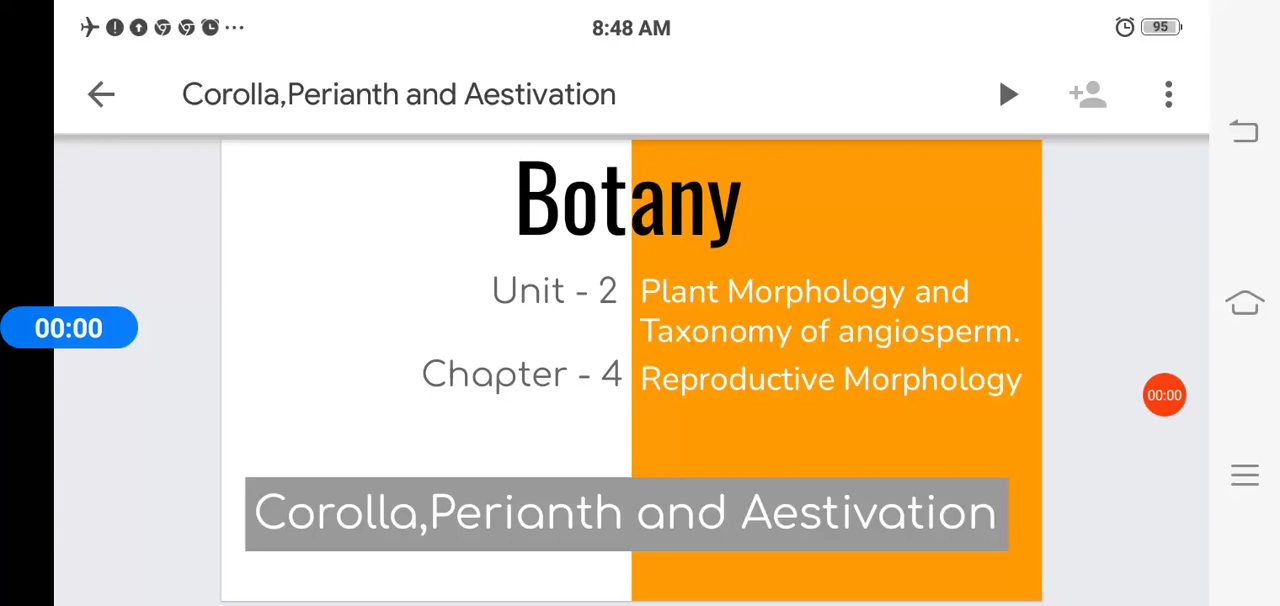 8:48 AM
95
Corolla,Perianth and Aestivation
Botany
Unit - 2 Plant Morphology and
Taxonomy of angiosperm.
00:00
Chapter - 4 Reproductive Morphology
00:00
Corolla,Perianth and Aestivation